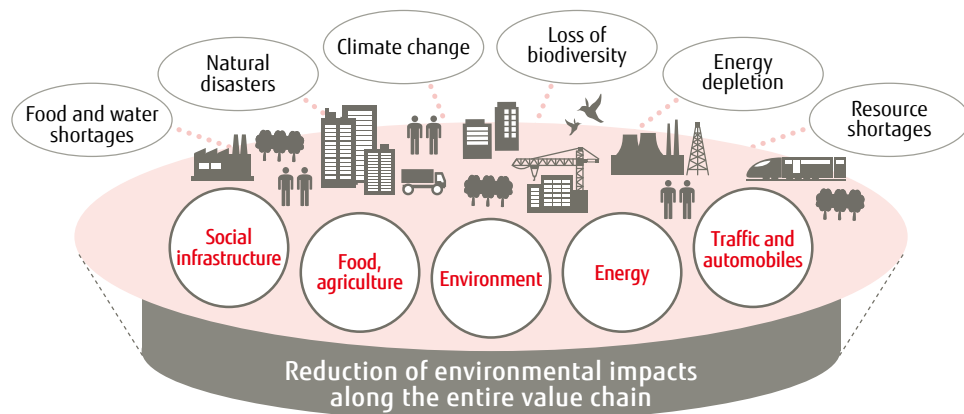 Food and water
shortages
Natural
disasters
Climate change
Loss of
biodiversity
Energy
depletion
Resource
shortages
Social
infrastructure
Food,
agriculture
Environment
Energy
Traffic and
automobiles
Reduction of environmental impacts
along the entire value chain